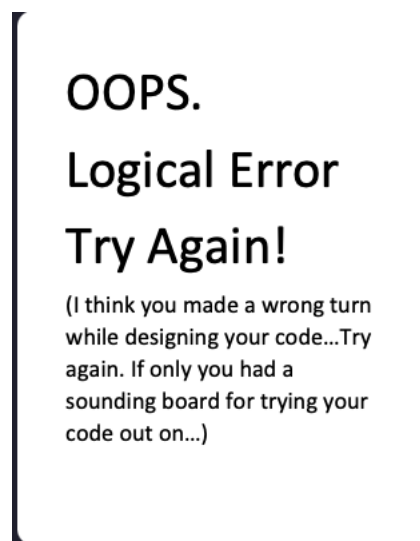 OOPS.
Logical Error
Try Again!
(I think you made a wrong turn
while designing your code...Try
again. If only you had a
sounding board for trying your
code out on...)